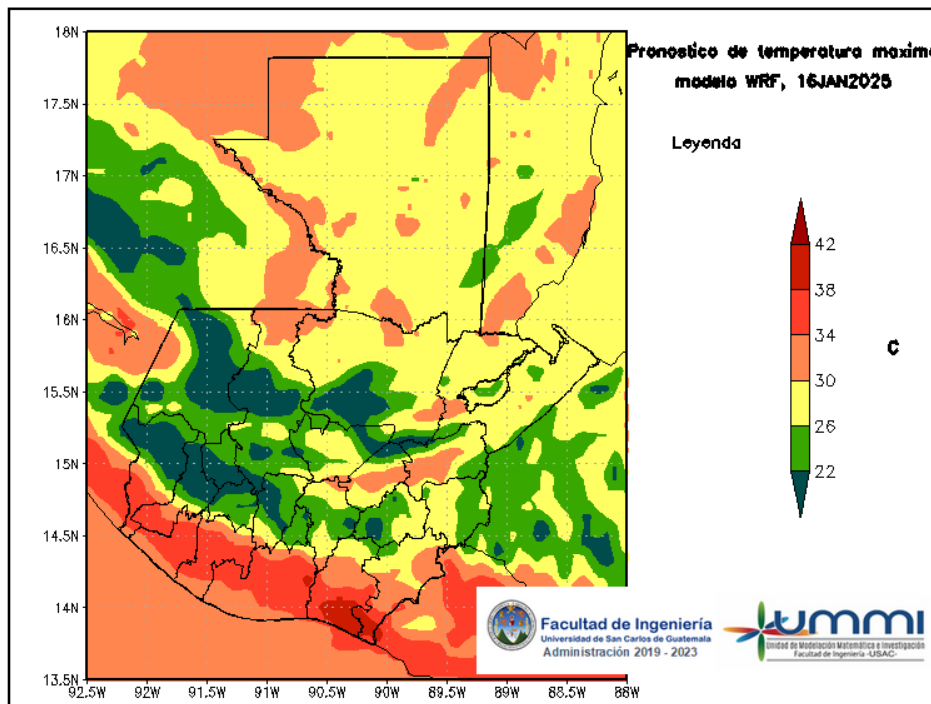 Pronostico de temperatura maxima
modelo WRF, 16JAN2025
Leyenda
42
38
34
30
26
22
C
18N
17.5N
17N
16.5N
16N
15.5N
15N
14.5N
14N
13.5N
92.5W 92W 91.5W 91W 90.5W 90W 89.5W 89W 88.5W 88W
Facultad de Ingeniería
Universidad de San Carlos de Guatemala
Administración 2019 - 2023
ummi
Unidad de Modelación Matemática e Investigación
Facultad de Ingeniería -USAC-